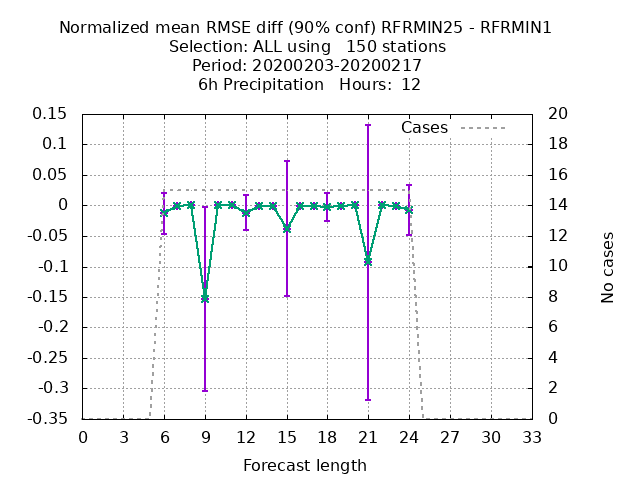 Normalized mean RMSE diff (90% conf) RFRMIN25 - RFRMIN1
Selection: ALL using   150 stations
Period: 20200203-20200217
6h Precipitation   Hours:  12
Cases
0.15
0.1
0.05
0
-0.05
-0.1
-0.15
-0.2
-0.25
-0.3
-0.35
20
18
16
14
12
10
8
6
4
2
0
No cases
0 3 6 9 12 15 18 21 24 27 30 33
Forecast length